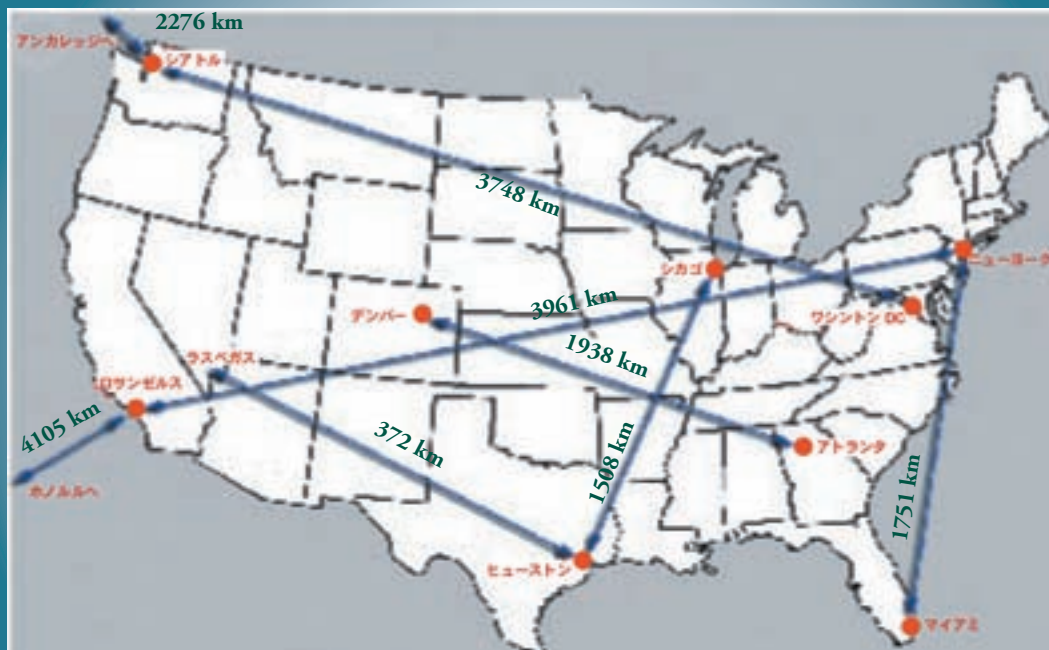 2276 km
アンカレッジへ
シアトル
3748 km
シカゴ
ニューヨーク
3961 km
デンバー
ワシントン DC
1938 km
ラスベガス
ロサンゼルス
4105 km
372 km
1508 km
アトランタ
1751 km
ホノルルへ
ヒューストン
マイアミ